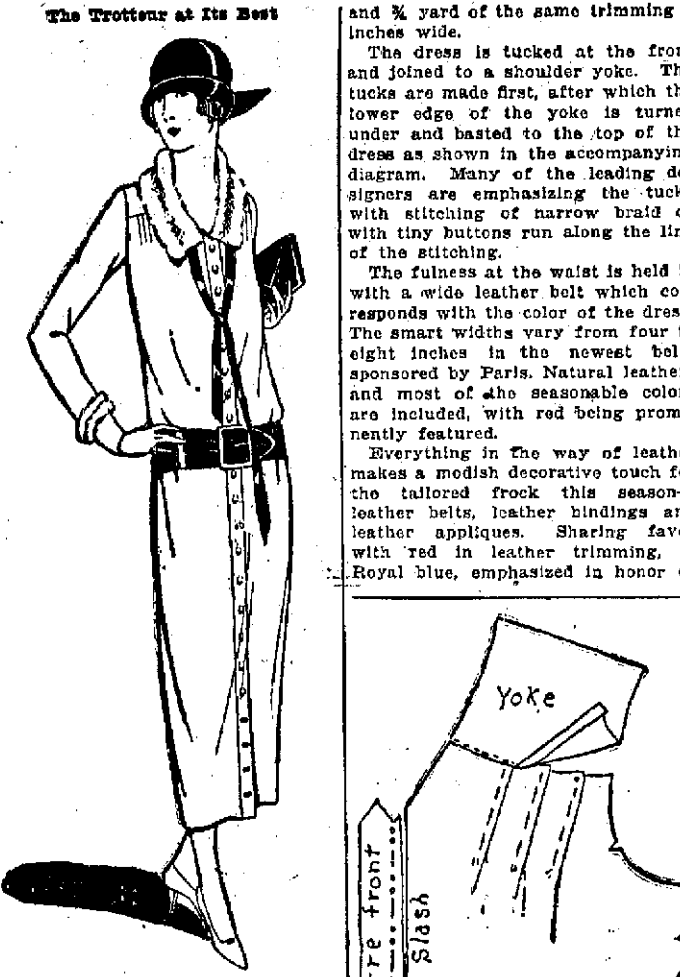 The Trotteur at Its Best
and ¾ yard of the same trimming
inches wide.
The dress is tucked at the fron
and joined to a shoulder yoke. Th
tucks are made first, after which th
lower edge of the yoke is turne
under and basted to the top of th
dress as shown in the accompanyin
diagram. Many of the leading de
signers are emphasizing the tuck
with stitching of narrow braid o
with tiny buttons run along the lin
of the stitching.
The fulness at the waist is held
with a wide leather belt which co
responds with the color of the dres
The smart widths vary from four t
eight inches in the newest bel
sponsored by Paris. Natural leather
and most of the seasonable color
are included, with red being prom
nently featured.
Everything in the way of leathe
makes a modish decorative touch fo
the tailored frock this season-
leather belts, leather bindings an
leather appliques. Sharing favo
with red in leather trimming,
Royal blue, emphasized in honor o
Yoke
re front
Slash